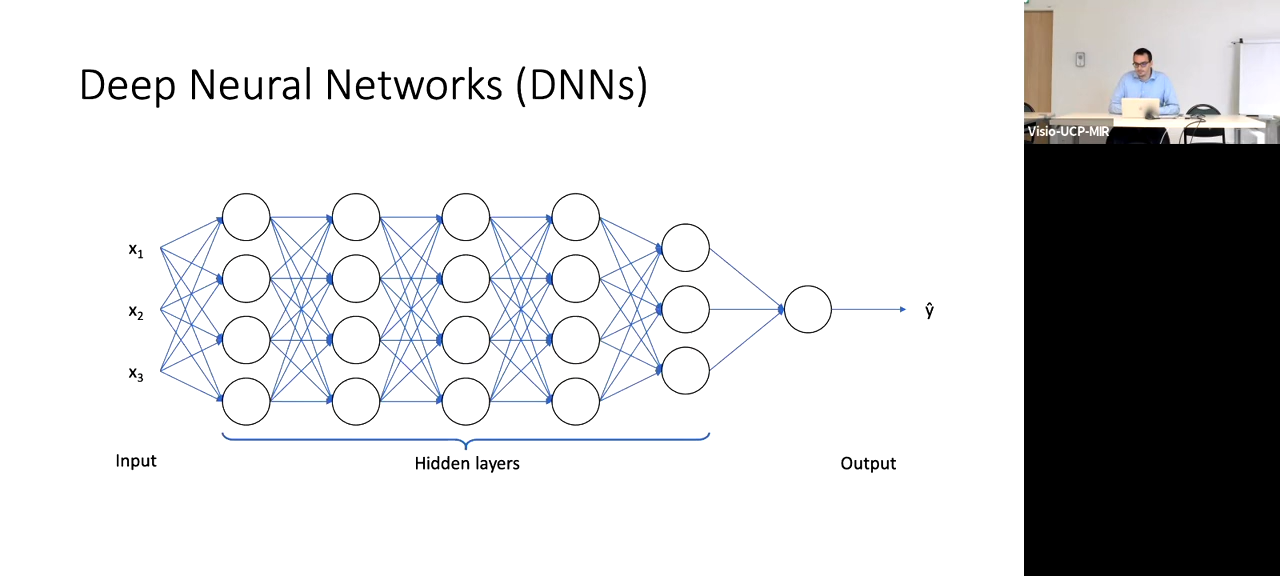 Deep Neural Networks (DNNs)
Visio-UCP-MIR
x₁
x₂
x₃
ŷ
Input
Hidden layers
Output